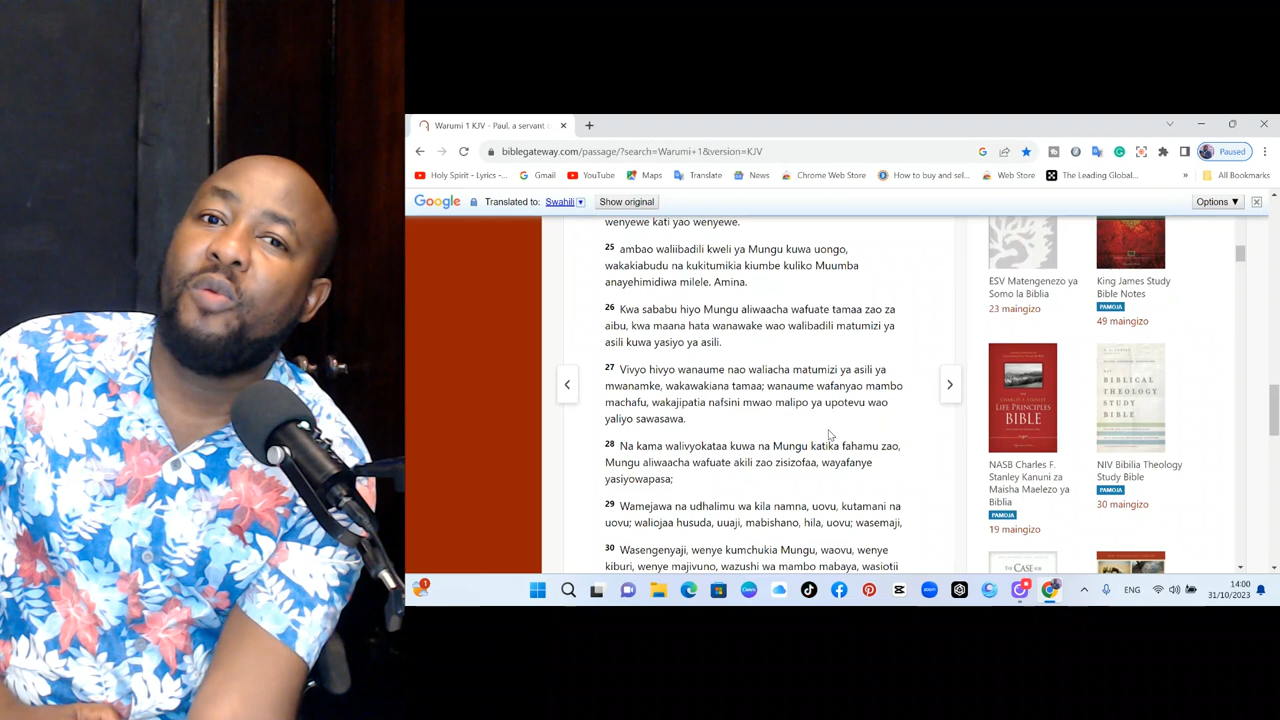 Warumi 1 KJV - Paul, a servant o
biblegateway.com/passage/?search=Warumi+1&version=KJV
Paused
Holy Spirit - Lyrics -...
Gmail
YouTube
Maps
Translate
News
Chrome Web Store
How to buy and sel...
Web Store
The Leading Global...
»
All Bookmarks
Google
Translated to:
Swahili
Show original
Options ▼
wenyewe kati yao wenyewe.
25 ambao waliibadili kweli ya Mungu kuwa uongo,
wakakiabudu na kukitumikia kiumbe kuliko Muumba
anayehimidiwa milele. Amina.
26 Kwa sababu hiyo Mungu aliwaacha wafuate tamaa zao za
aibu, kwa maana hata wanawake wao walibadili matumizi ya
asili kuwa yasiyo ya asili.
27 Vivyo hivyo wanaume nao waliacha matumizi ya asili ya
mwanamke, wakawakiana tamaa; wanaume wafanyao mambo
machafu, wakajipatia nafsini mwao malipo ya upotevu wao
yaliyo sawasawa.
28 Na kama walivyokataa kuwa na Mungu katika fahamu zao,
Mungu aliwaacha wafuate akili zao zisizofaa, wayafanye
yasiyowapasa;
29 Wamejawa na udhalimu wa kila namna, uovu, kutamani na
uovu; waliojaa husuda, uuaji, mabishano, hila, uovu; wasemaji,
30 Wasengenyaji, wenye kumchukia Mungu, waovu, wenye
kiburi, wenye majivuno, wazushi wa mambo mabaya, wasiotii
ESV Matengenezo ya
Somo la Biblia
23 maingizo
King James Study
Bible Notes
PAMOJA
49 maingizo
LIFE PRINCIPLES
BIBLE
NASB Charles F.
Stanley Kanuni za
Maisha Maelezo ya
Biblia
PAMOJA
19 maingizo
BIBLICAL
THEOLOGY
STUDY
BIBLE
NIV Bibilia Theology
Study Bible
PAMOJA
30 maingizo
THE CASE FOR
1
zoom
ENG
14:00
31/10/2023